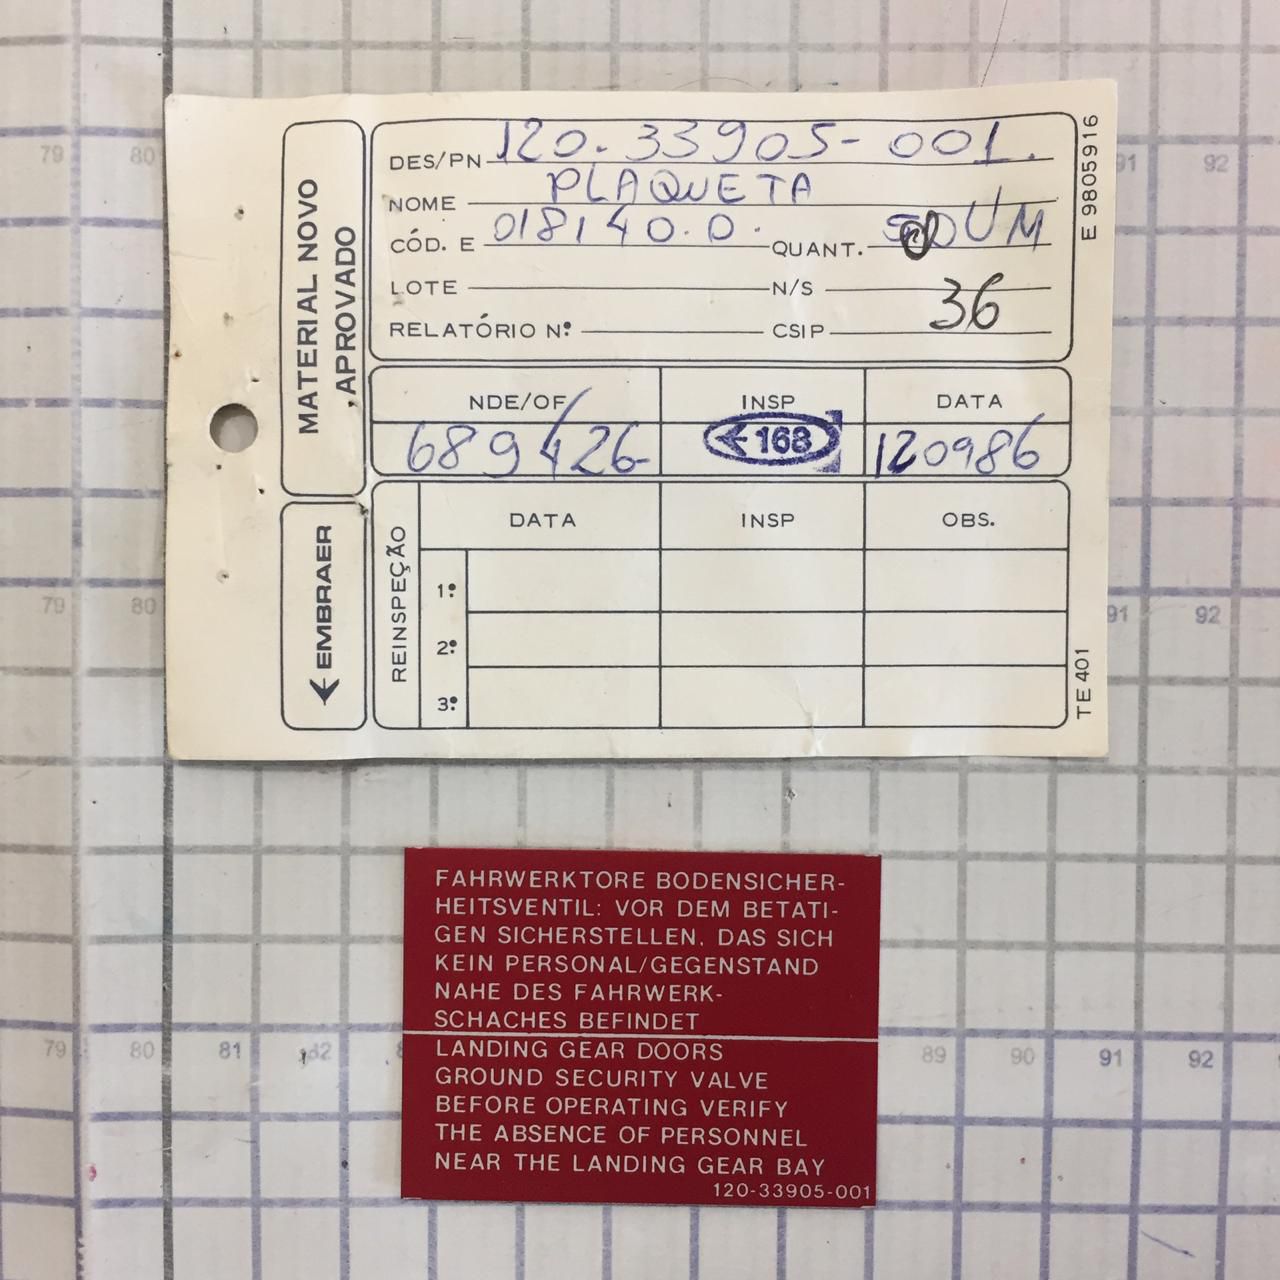 MATERIAL NOVO
APROVADO
EMBRAER
DES/PN 120.33905-001.
NOME PLAQUETA
CÓD. E 018140.0. QUANT. UM
LOTE N/S
RELATÓRIO Nº CSIP 36
E 9805916
NDE/OF INSP DATA
689426 168 120986
REINSPEÇÃO
DATA INSP OBS.
1º
2º
3º
TE 401
79 80 91 92
79 80 91 92
79 80 81 82 89 90 91 92
FAHRWERKTORE BODENSICHER-
HEITSVENTIL: VOR DEM BETATI-
GEN SICHERSTELLEN. DAS SICH
KEIN PERSONAL/GEGENSTAND
NAHE DES FAHRWERK-
SCHACHES BEFINDET
LANDING GEAR DOORS
GROUND SECURITY VALVE
BEFORE OPERATING VERIFY
THE ABSENCE OF PERSONNEL
NEAR THE LANDING GEAR BAY
120-33905-001